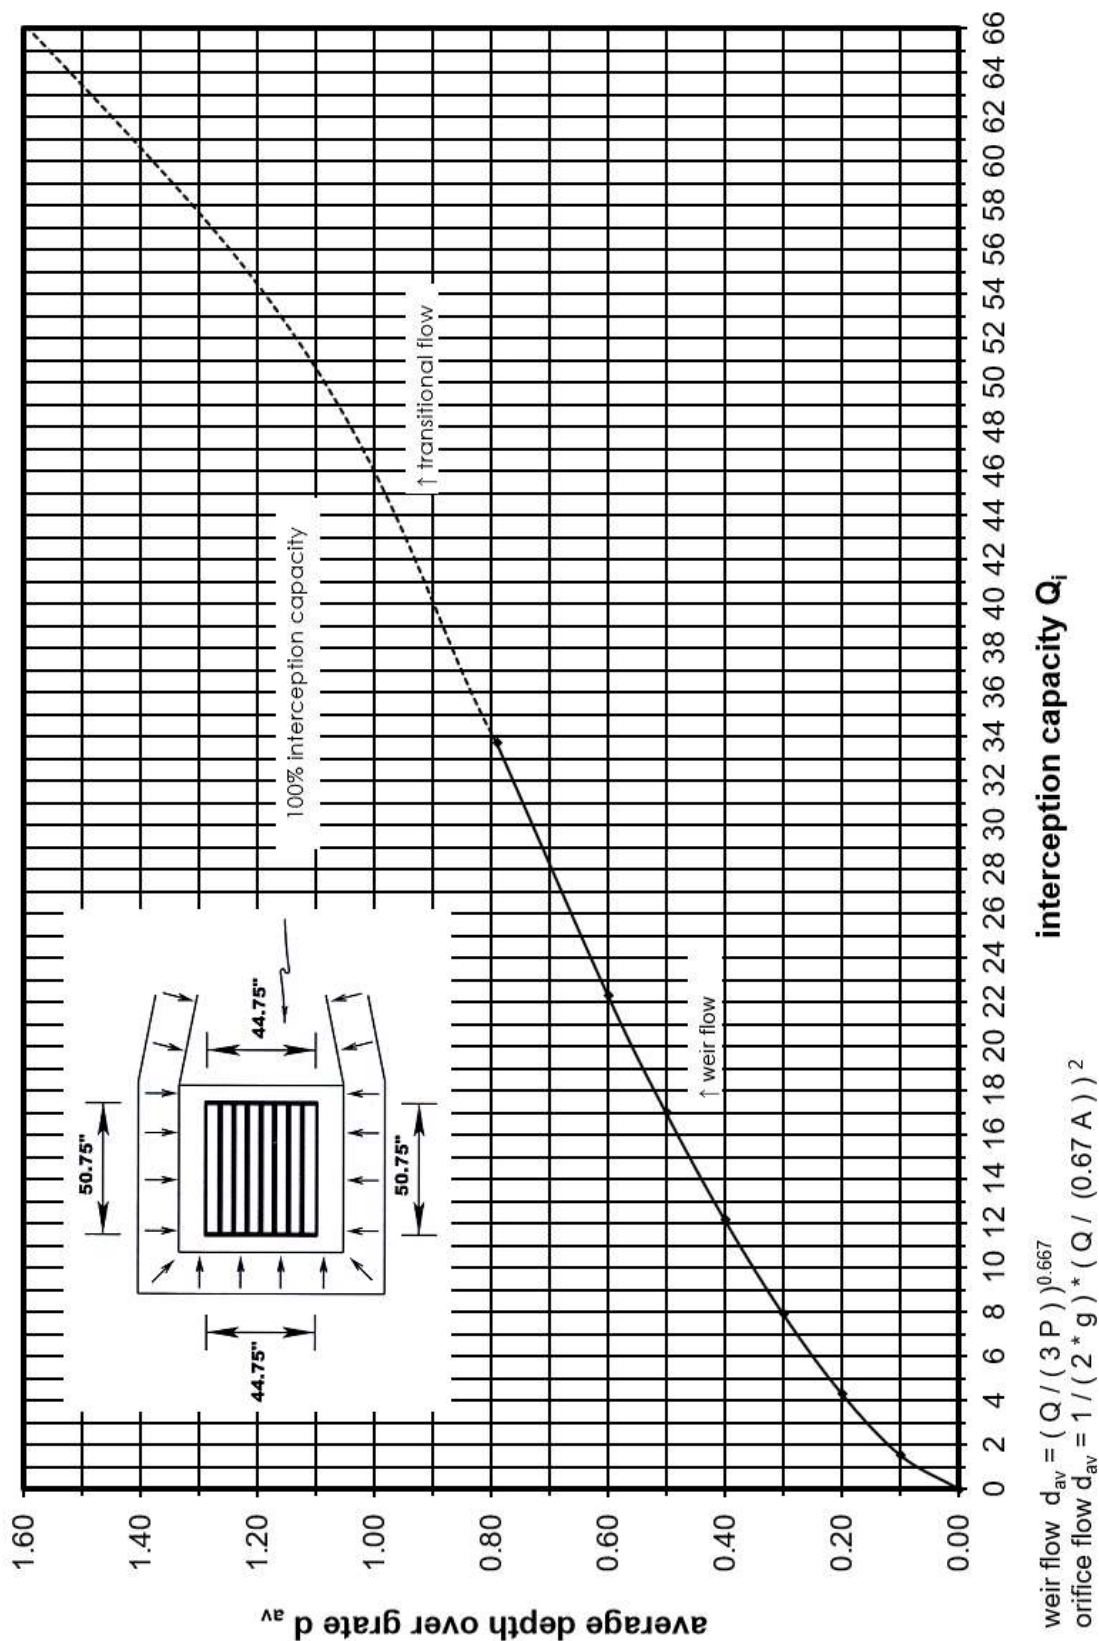 average depth over grate d av
1.60
1.40
1.20
1.00
0.80
0.60
0.40
0.20
0.00
50.75"
44.75"
44.75"
50.75"
100% interception capacity
↑ transitional flow
↑ weir flow
0 2 4 6 8 10 12 14 16 18 20 22 24 26 28 30 32 34 36 38 40 42 44 46 48 50 52 54 56 58 60 62 64 66
interception capacity Qi
weir flow dav = ( Q / ( 3 P ) )0.667
orifice flow dav = 1 / ( 2 * g ) * ( Q / (0.67 A ) ) 2